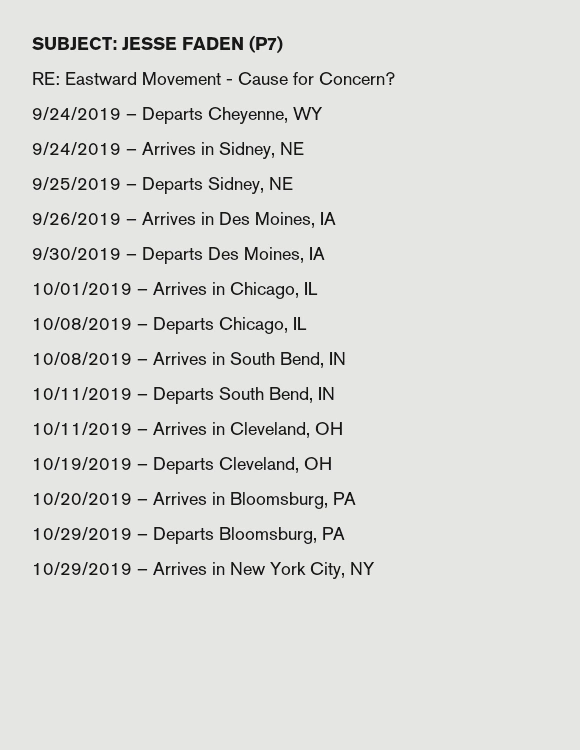 SUBJECT: JESSE FADEN (P7)
RE: Eastward Movement - Cause for Concern?
9/24/2019 – Departs Cheyenne, WY
9/24/2019 – Arrives in Sidney, NE
9/25/2019 – Departs Sidney, NE
9/26/2019 – Arrives in Des Moines, IA
9/30/2019 – Departs Des Moines, IA
10/01/2019 – Arrives in Chicago, IL
10/08/2019 – Departs Chicago, IL
10/08/2019 – Arrives in South Bend, IN
10/11/2019 – Departs South Bend, IN
10/11/2019 – Arrives in Cleveland, OH
10/19/2019 – Departs Cleveland, OH
10/20/2019 – Arrives in Bloomsburg, PA
10/29/2019 – Departs Bloomsburg, PA
10/29/2019 – Arrives in New York City, NY